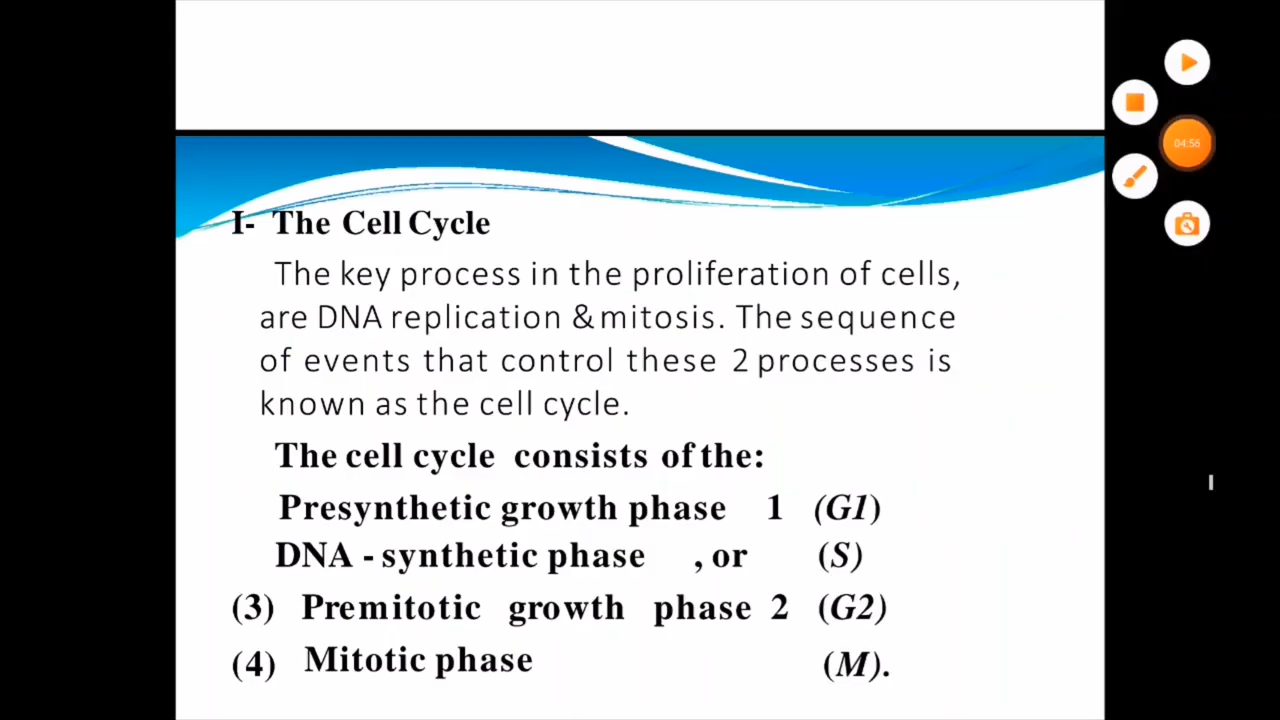 04:56
I- The Cell Cycle
The key process in the proliferation of cells,
are DNA replication & mitosis. The sequence
of events that control these 2 processes is
known as the cell cycle.
The cell cycle consists of the:
Presynthetic growth phase 1 (G1)
DNA - synthetic phase , or (S)
(3) Premitotic growth phase 2 (G2)
(4) Mitotic phase (M).